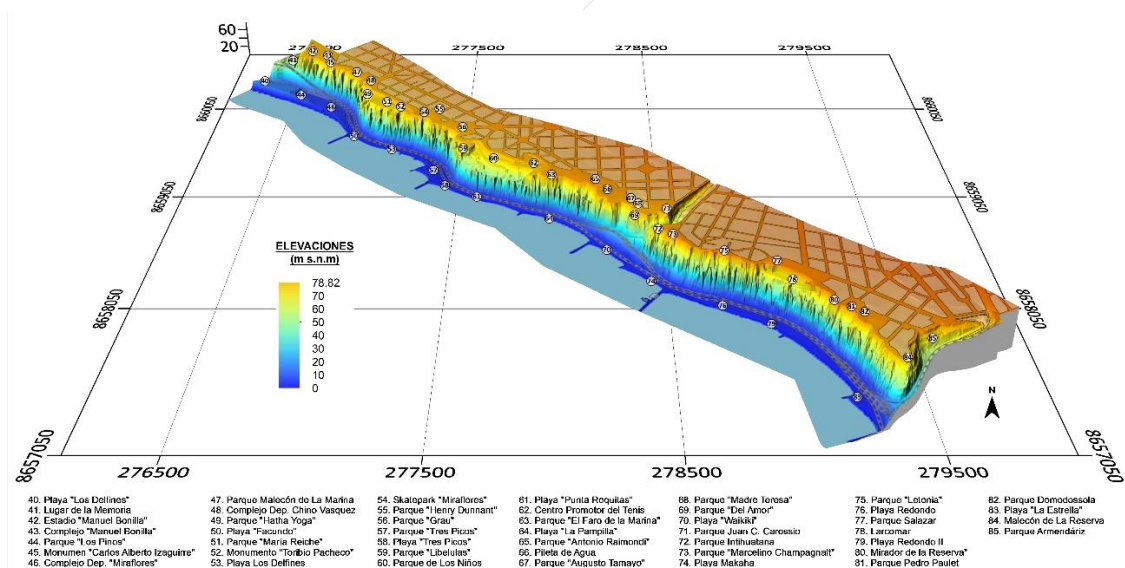 60
20
277500
278500
279500
8660050
8660050
8659050
8659050
ELEVACIONES
(m s.n.m)
78.82
70
60
50
40
30
20
10
0
8658050
8658050
N
8657050
8657050
276500
277500
278500
279500
40. Playa "Los Delfines"
41. Lugar de la Memoria
42. Estadio "Manuel Bonilla"
43. Complejo "Manuel Bonilla"
44. Parque "Los Pinos"
45. Monumen "Carlos Alberto Izaguirre"
46. Complejo Dep. "Miraflores"
47. Parque Malecón de La Marina
48. Complejo Dep. Chino Vasquez
49. Parque "Hatha Yoga"
50. Playa "Facundo"
51. Parque "Maria Reiche"
52. Monumento "Toribio Pacheco"
53. Playa Los Delfines
54. Skatepark "Miraflores"
55. Parque "Henry Dunnant"
56. Parque "Grau"
57. Parque "Tres Picos"
58. Playa "Tres Picos"
59. Parque "Libelulas"
60. Parque de Los Niños
61. Playa "Punta Roquitas"
62. Centro Promotor del Tenis
63. Parque "El Faro de la Marina"
64. Playa "La Pampilla"
65. Parque "Antonio Raimondi"
66. Pileta de Agua
67. Parque "Augusto Tamayo"
68. Parque "Madre Teresa"
69. Parque "Del Amor"
70. Playa "Waikiki"
71. Parque Juan C. Carossio
72. Parque Intihuatana
73. Parque "Marcelino Champagnatt"
74. Playa Makaha
75. Parque "Letonia"
76. Playa Redondo
77. Parque Salazar
78. Larcomar
79. Playa Redondo II
80. Mirador de la Reserva"
81. Parque Pedro Paulet
82. Parque Domodossola
83. Playa "La Estrella"
84. Malecón de La Reserva
85. Parque Armendáriz